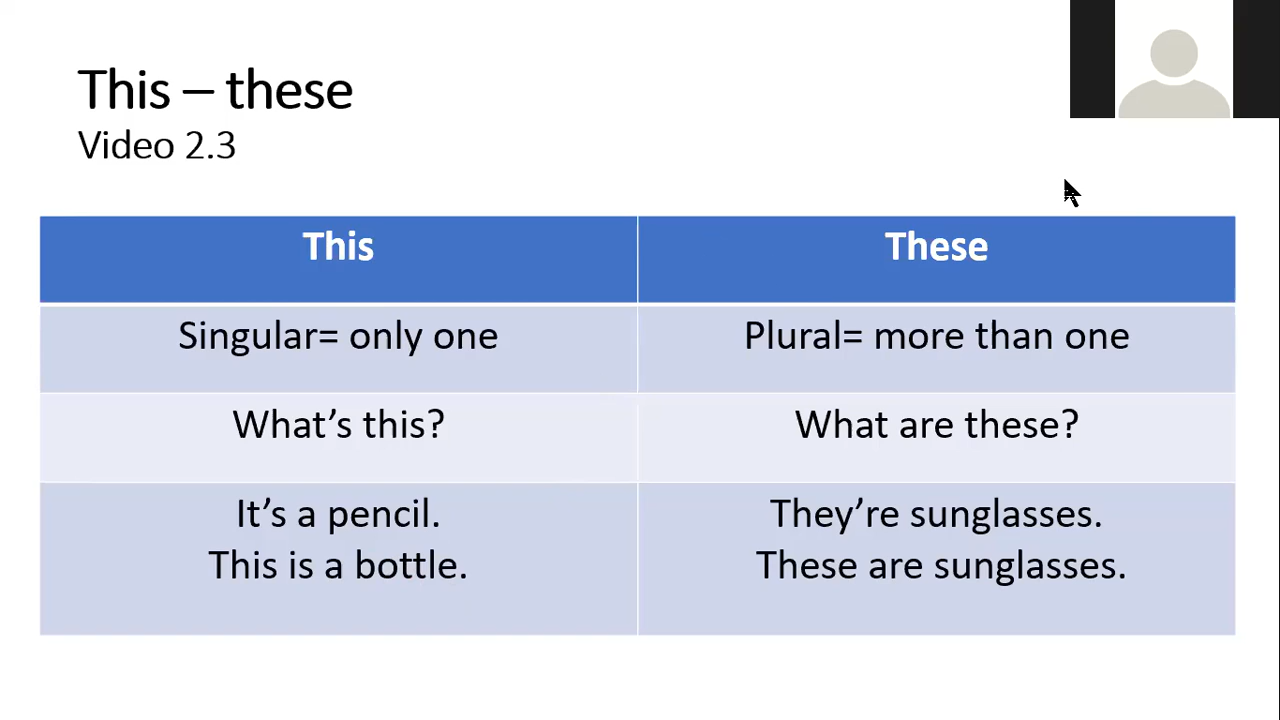 This – these
Video 2.3
This
These
Singular= only one
Plural= more than one
What’s this?
What are these?
It’s a pencil.
This is a bottle.
They’re sunglasses.
These are sunglasses.